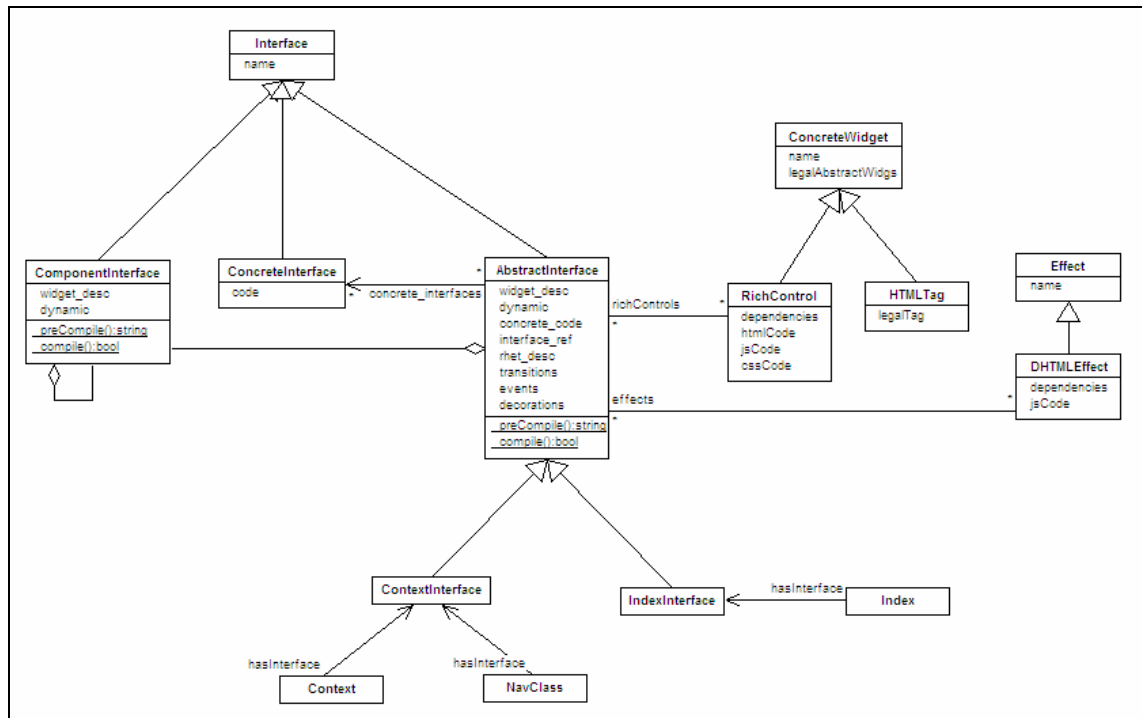 Interface
name
ConcreteWidget
name
legalAbstractWidgs
ComponentInterface
widget_desc
dynamic
preCompile():string
compile():bool
ConcreteInterface
code
*
*
concrete_interfaces
AbstractInterface
widget_desc
dynamic
concrete_code
interface_ref
rhet_desc
transitions
events
decorations
preCompile():string
compile():bool
richControls
*
*
RichControl
dependencies
htmlCode
jsCode
cssCode
HTMLTag
legalTag
Effect
name
DHTMLEffect
dependencies
jsCode
effects
*
*
ContextInterface
IndexInterface
hasInterface
Index
hasInterface
Context
hasInterface
NavClass